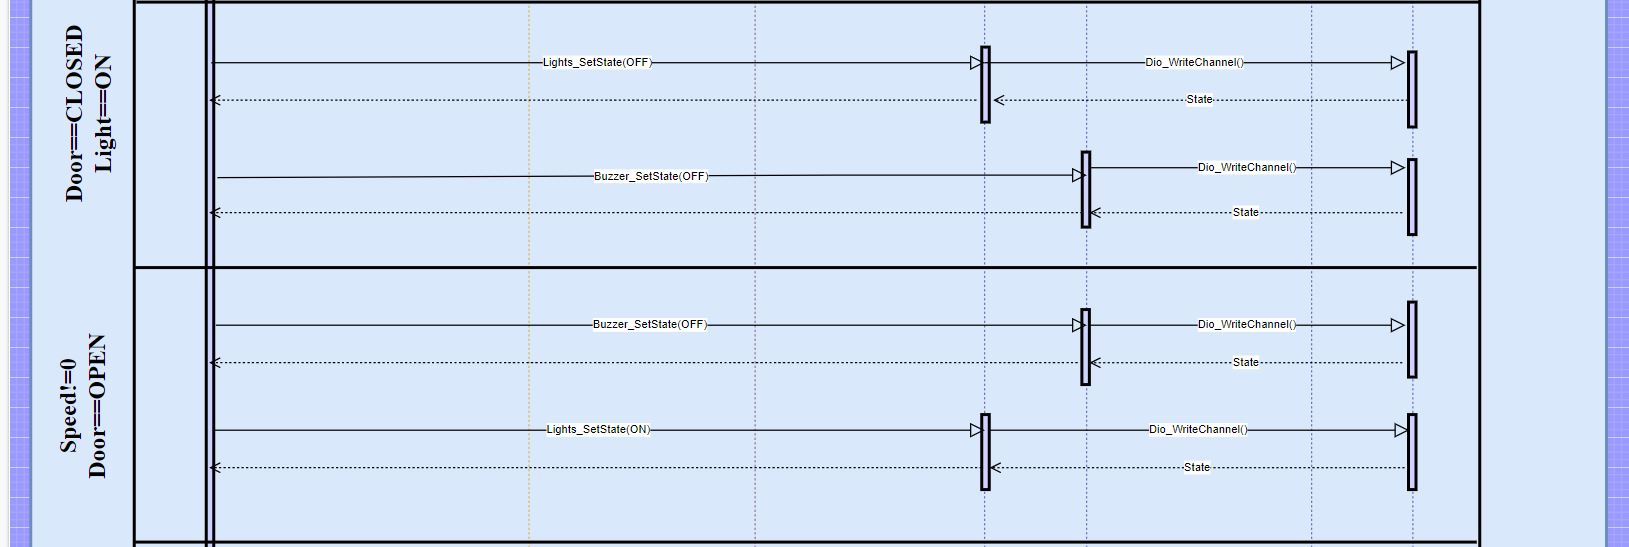 Door==CLOSED
Light==ON
Lights_SetState(OFF)
Dio_WriteChannel()
State
Buzzer_SetState(OFF)
Dio_WriteChannel()
State
Speed!=0
Door==OPEN
Buzzer_SetState(OFF)
Dio_WriteChannel()
State
Lights_SetState(ON)
Dio_WriteChannel()
State